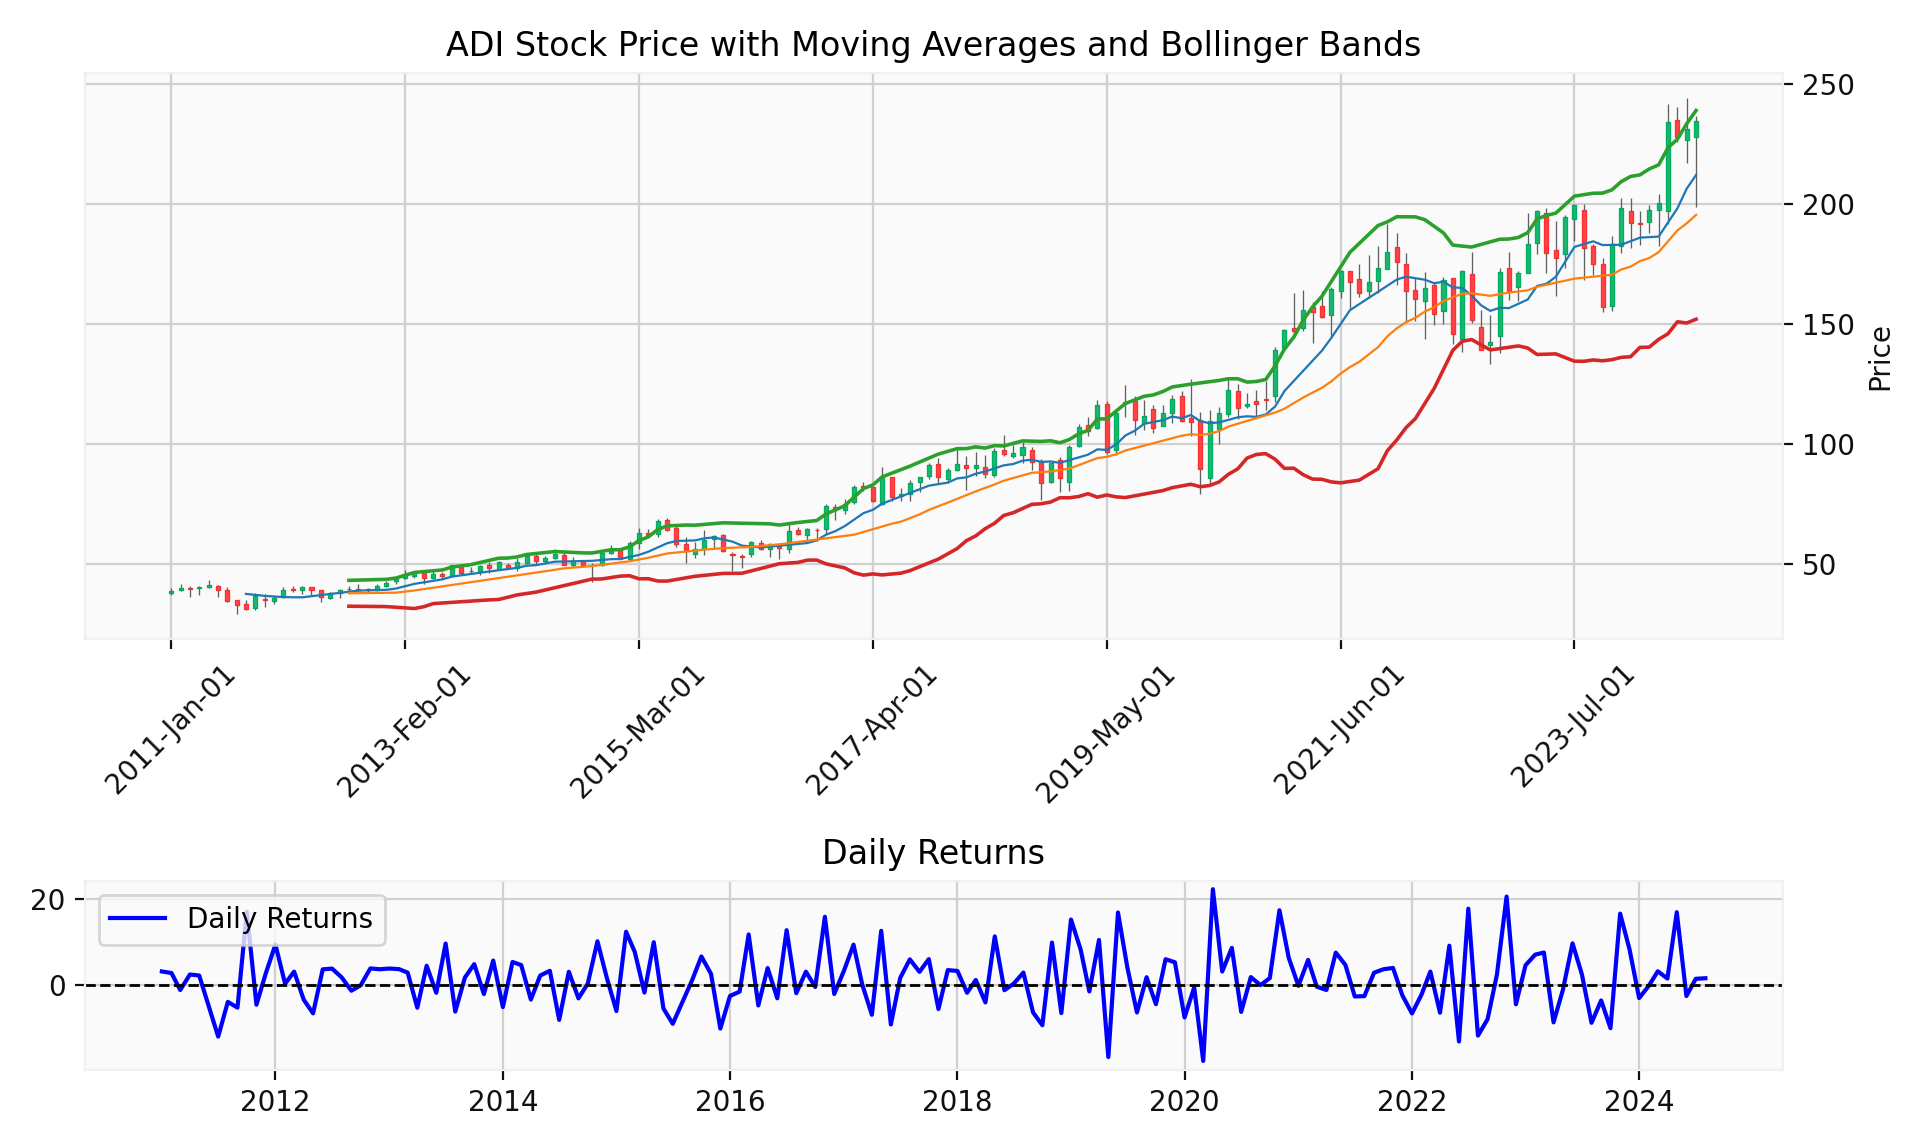 ADI Stock Price with Moving Averages and Bollinger Bands
250
200
150
100
50
Price
2011-Jan-01
2013-Feb-01
2015-Mar-01
2017-Apr-01
2019-May-01
2021-Jun-01
2023-Jul-01
Daily Returns
20
0
Daily Returns
2012
2014
2016
2018
2020
2022
2024